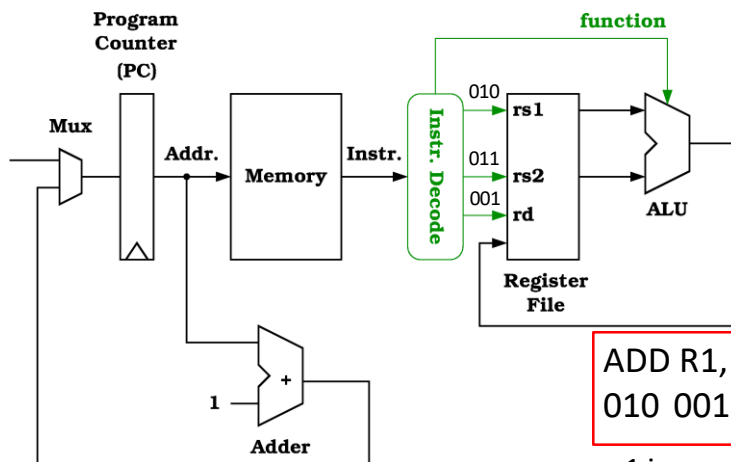 Program
Counter
(PC)
function
Mux
Addr.
Memory
Instr.
Instr. Decode
010
rs1
011
rs2
001
rd
ALU
Register
File
+
1
Adder
ADD R1,
010 001